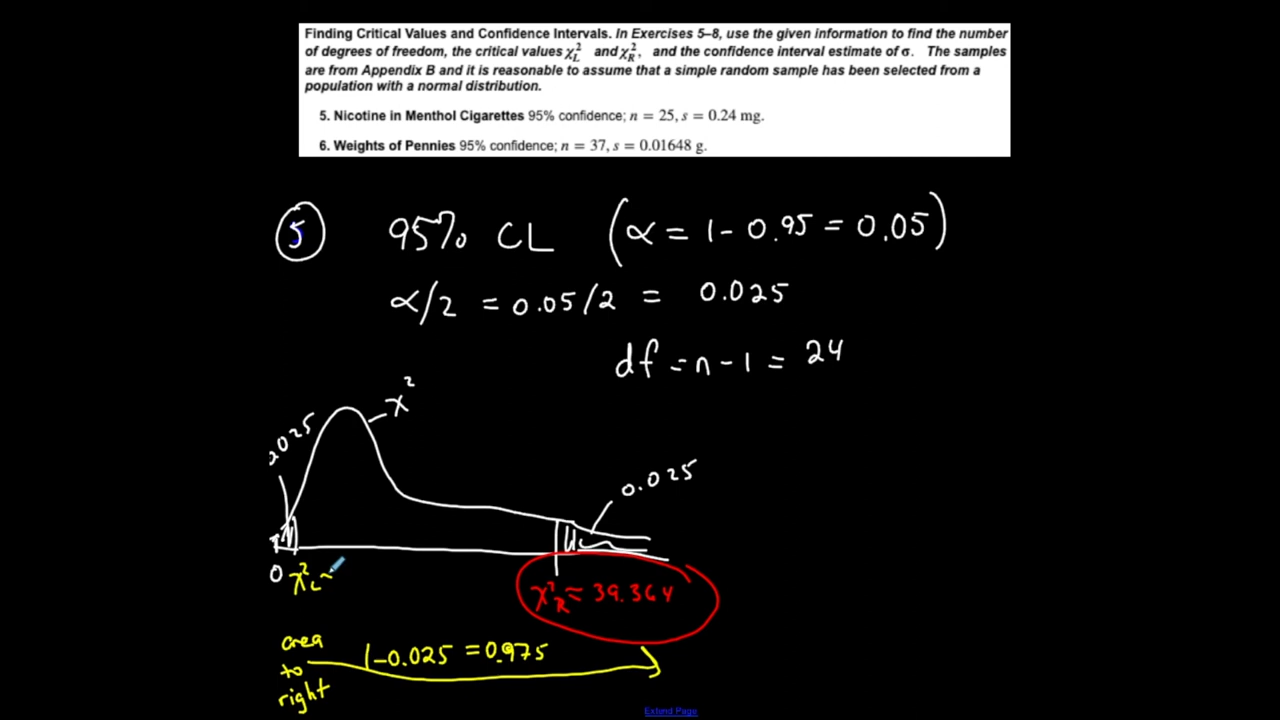 Finding Critical Values and Confidence Intervals. In Exercises 5–8, use the given information to find the number
of degrees of freedom, the critical values χ²L and χ²R, and the confidence interval estimate of σ. The samples
are from Appendix B and it is reasonable to assume that a simple random sample has been selected from a
population with a normal distribution.
5. Nicotine in Menthol Cigarettes 95% confidence; n = 25, s = 0.24 mg.
6. Weights of Pennies 95% confidence; n = 37, s = 0.01648 g.
5 95% CL (α = 1 - 0.95 = 0.05)
α/2 = 0.05/2 = 0.025
df = n - 1 = 24
χ²
.025
0.025
0 χ²L ≈
χ²R ≈ 39.364
area
to
right
1 - 0.025 = 0.975
Extend Page